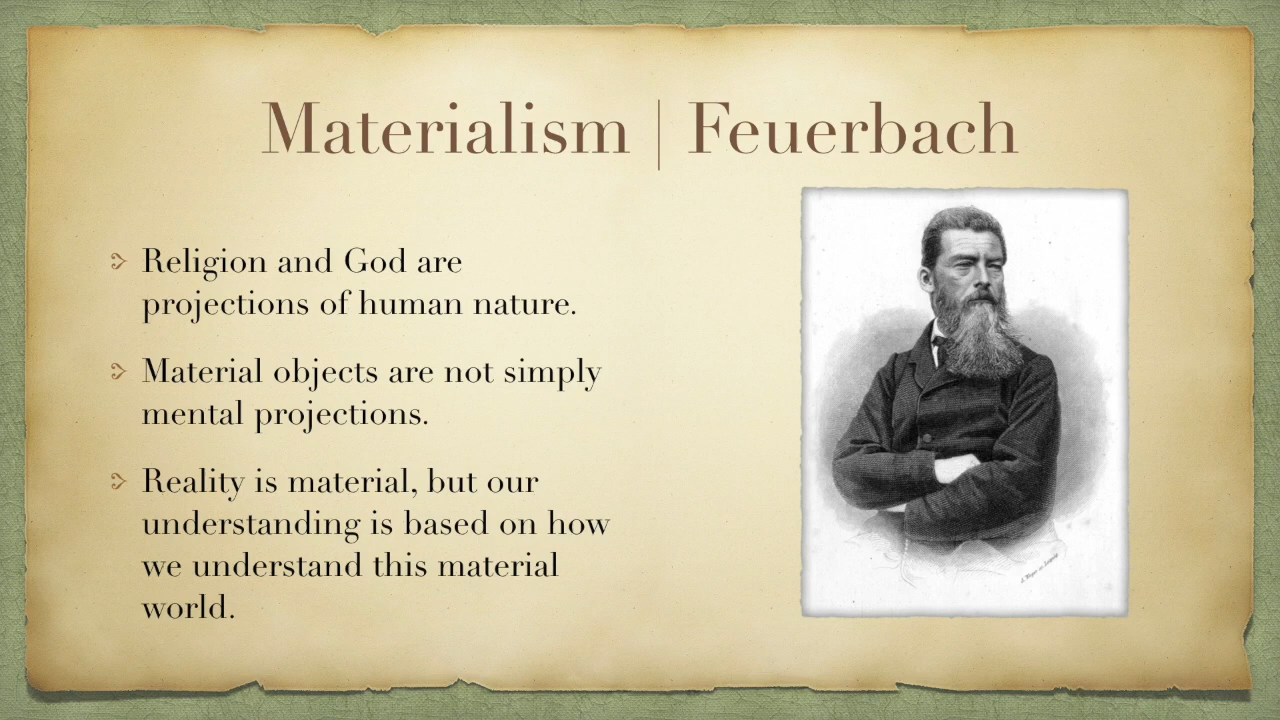 Materialism | Feuerbach
Religion and God are
projections of human nature.
Material objects are not simply
mental projections.
Reality is material, but our
understanding is based on how
we understand this material
world.